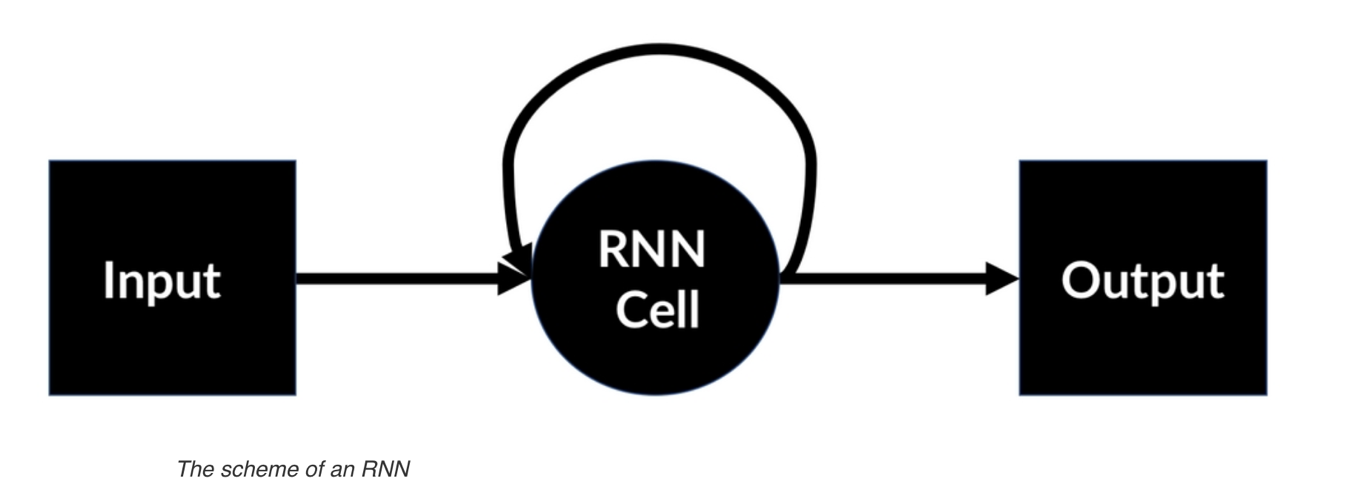 Input
RNN
Cell
Output
The scheme of an RNN